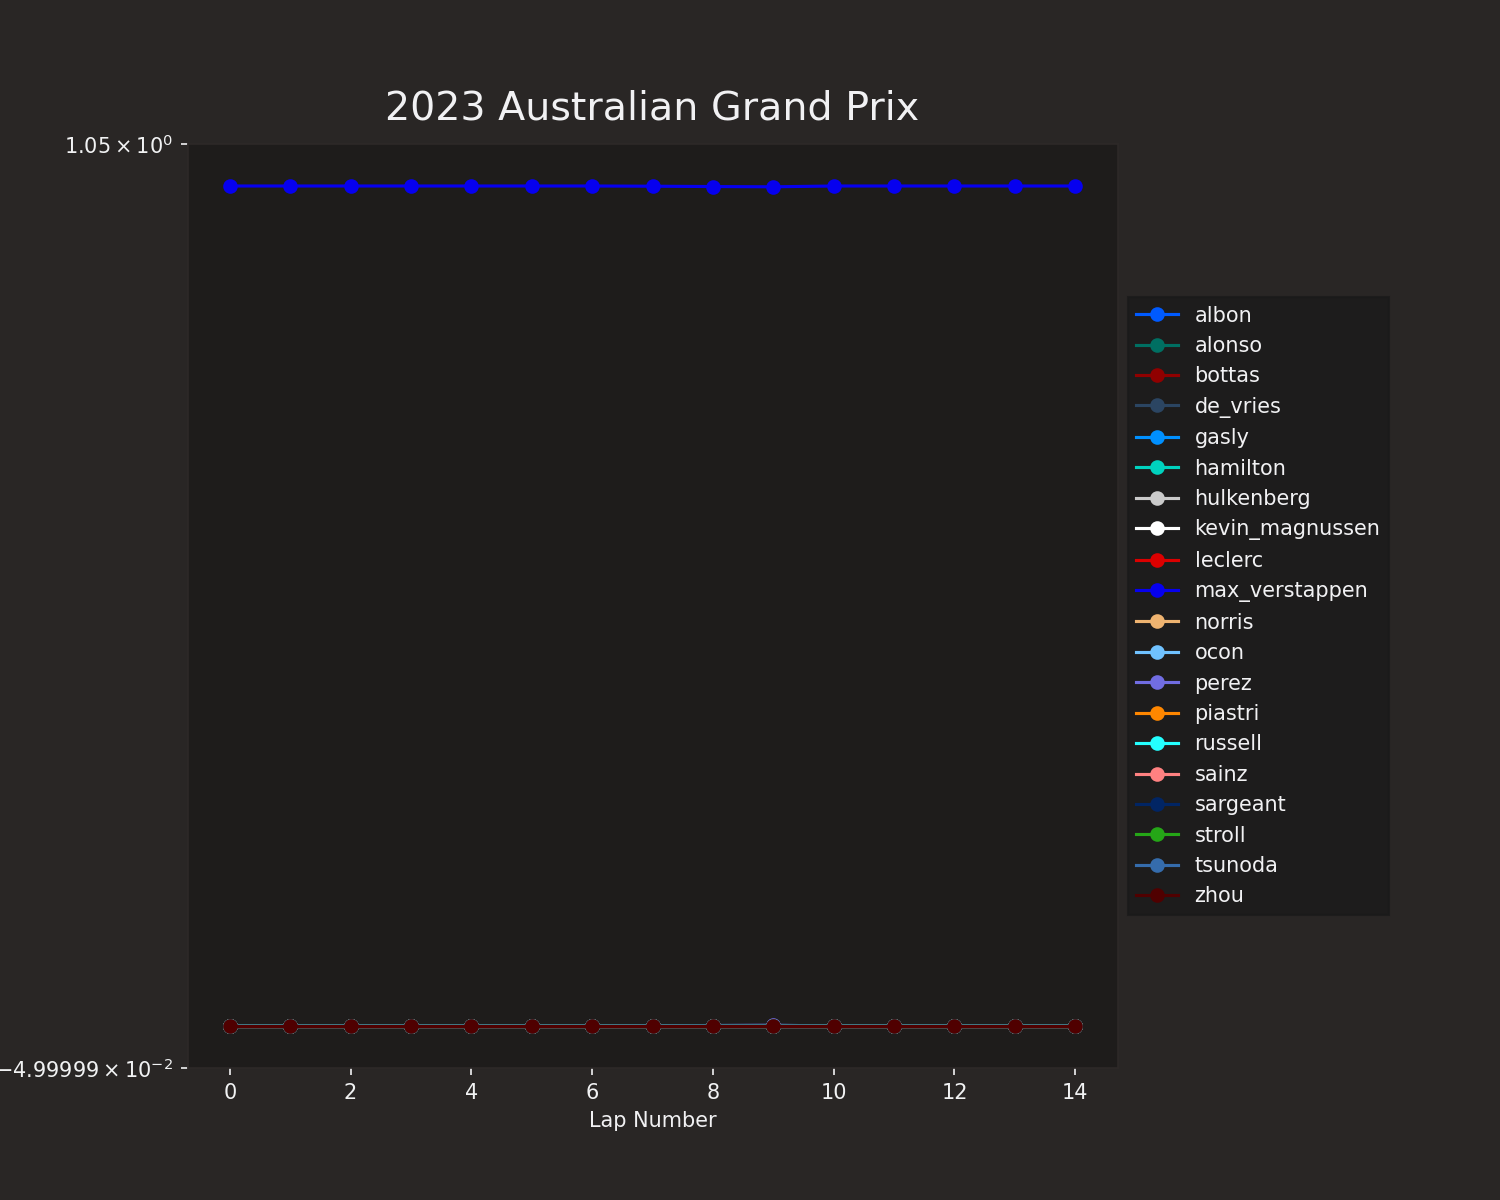 2023 Australian Grand Prix
1.05 × 10⁰
−4.99999 × 10⁻²
0 2 4 6 8 10 12 14
Lap Number
albon
alonso
bottas
de_vries
gasly
hamilton
hulkenberg
kevin_magnussen
leclerc
max_verstappen
norris
ocon
perez
piastri
russell
sainz
sargeant
stroll
tsunoda
zhou